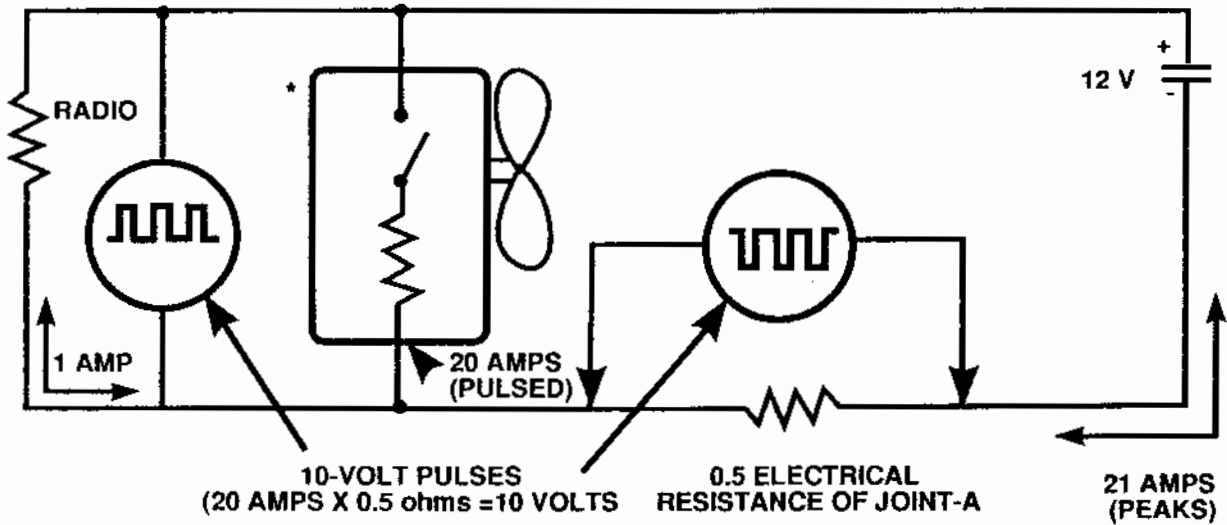 RADIO
*
+
12 V
-
1 AMP
20 AMPS
(PULSED)
10-VOLT PULSES
(20 AMPS X 0.5 ohms =10 VOLTS
0.5 ELECTRICAL
RESISTANCE OF JOINT-A
21 AMPS
(PEAKS)